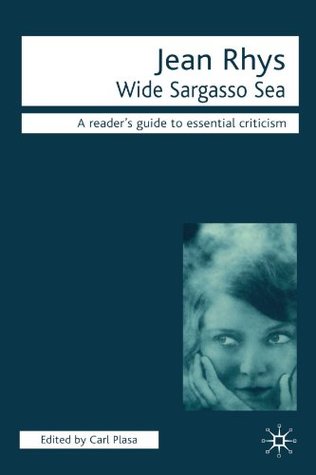 Jean Rhys
Wide Sargasso Sea
A reader's guide to essential criticism
Edited by Carl Plasa